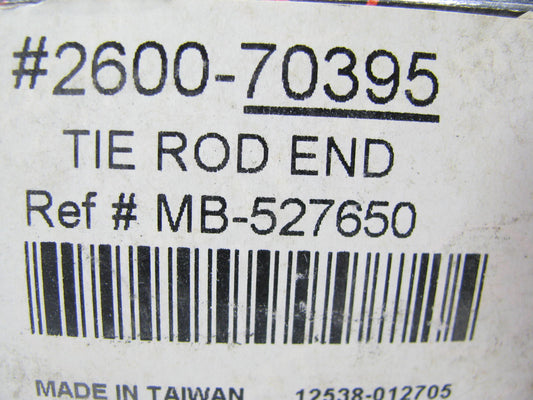 #2600-70395
TIE ROD END
Ref # MB-527650
MADE IN TAIWAN 12538-012705